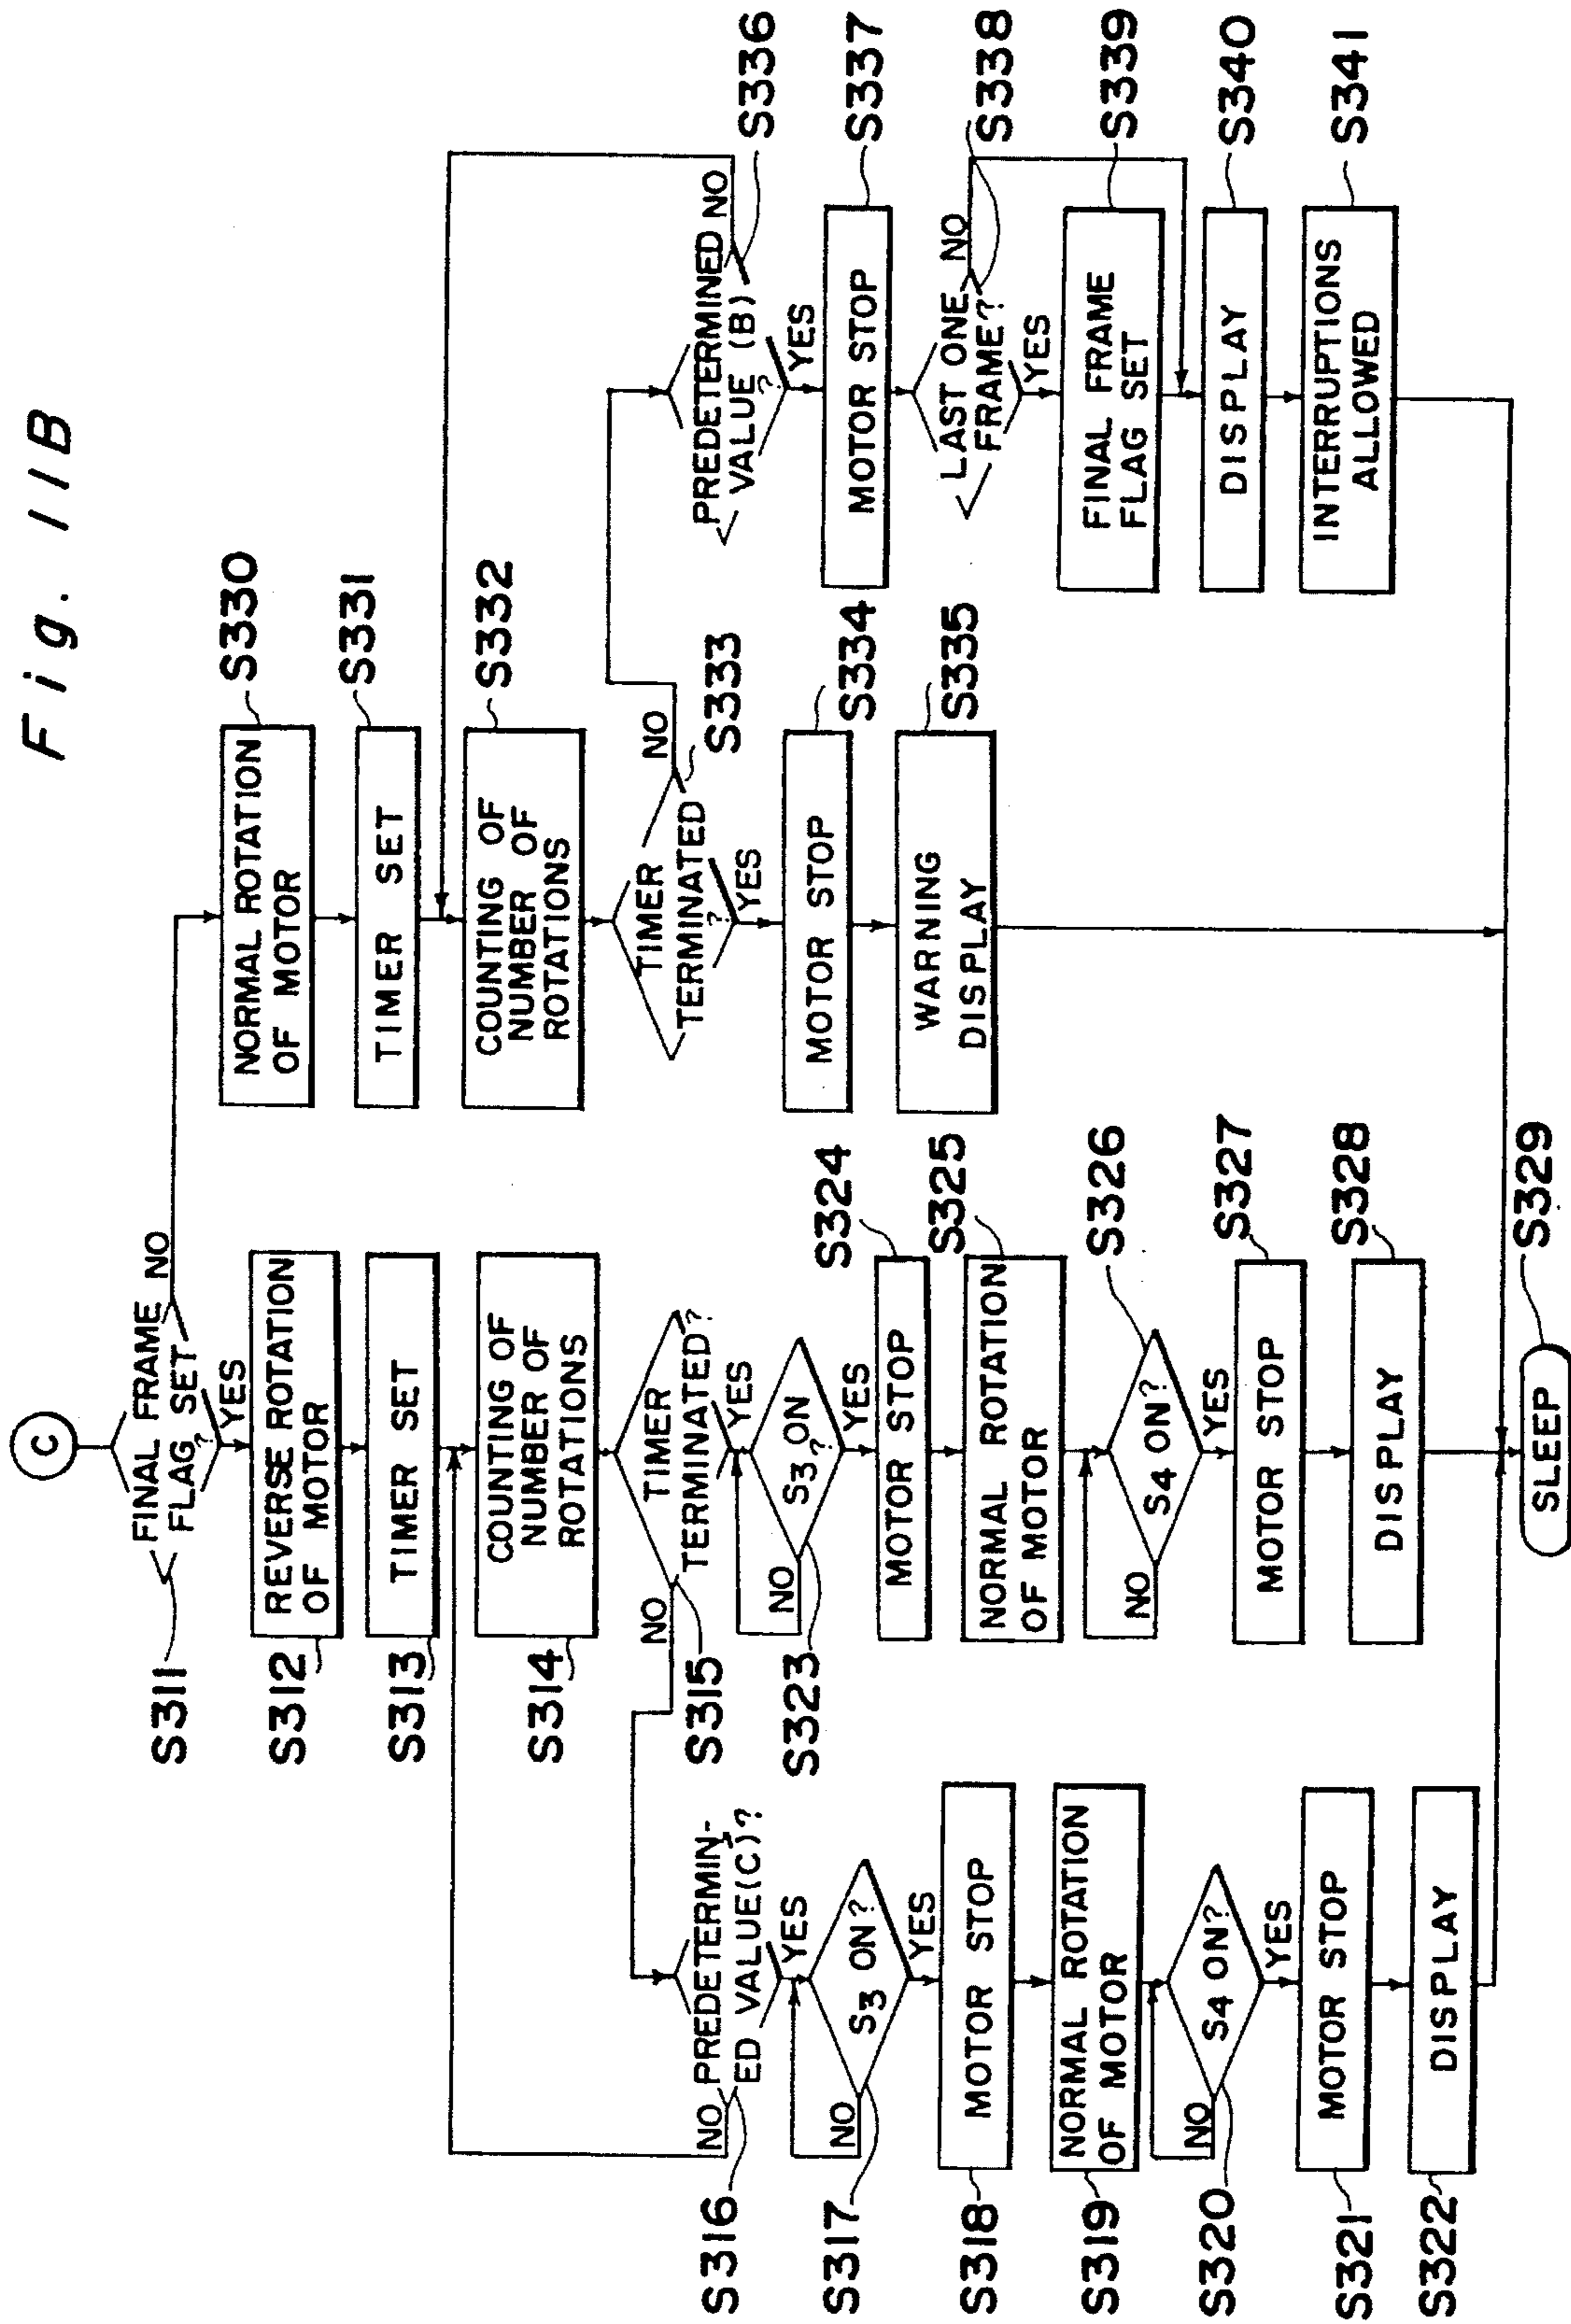 Fig. 11B
C
S311
FINAL FRAME
FLAG SET
?
NO
YES
S312
REVERSE ROTATION
OF MOTOR
S313
TIMER SET
S314
COUNTING OF
NUMBER OF
ROTATIONS
S315
TIMER
TERMINATED?
NO
YES
S316
PREDETERMIN-
ED VALUE(C)?
NO
YES
S317
S3 ON?
NO
YES
S318
MOTOR STOP
S319
NORMAL ROTATION
OF MOTOR
S320
S4 ON?
NO
YES
S321
MOTOR STOP
S322
DISPLAY
S323
S3 ON
?
NO
YES
S324
MOTOR STOP
S325
NORMAL ROTATION
OF MOTOR
S326
S4 ON?
NO
YES
S327
MOTOR STOP
S328
DISPLAY
S329
SLEEP
S330
NORMAL ROTATION
OF MOTOR
S331
TIMER SET
S332
COUNTING OF
NUMBER OF
ROTATIONS
S333
TIMER
TERMINATED
?
NO
YES
S334
MOTOR STOP
S335
WARNING
DISPLAY
S336
PREDETERMINED
VALUE (B)
?
NO
YES
S337
MOTOR STOP
S338
LAST ONE
FRAME?
NO
YES
S339
FINAL FRAME
FLAG SET
S340
DISPLAY
S341
INTERRUPTIONS
ALLOWED